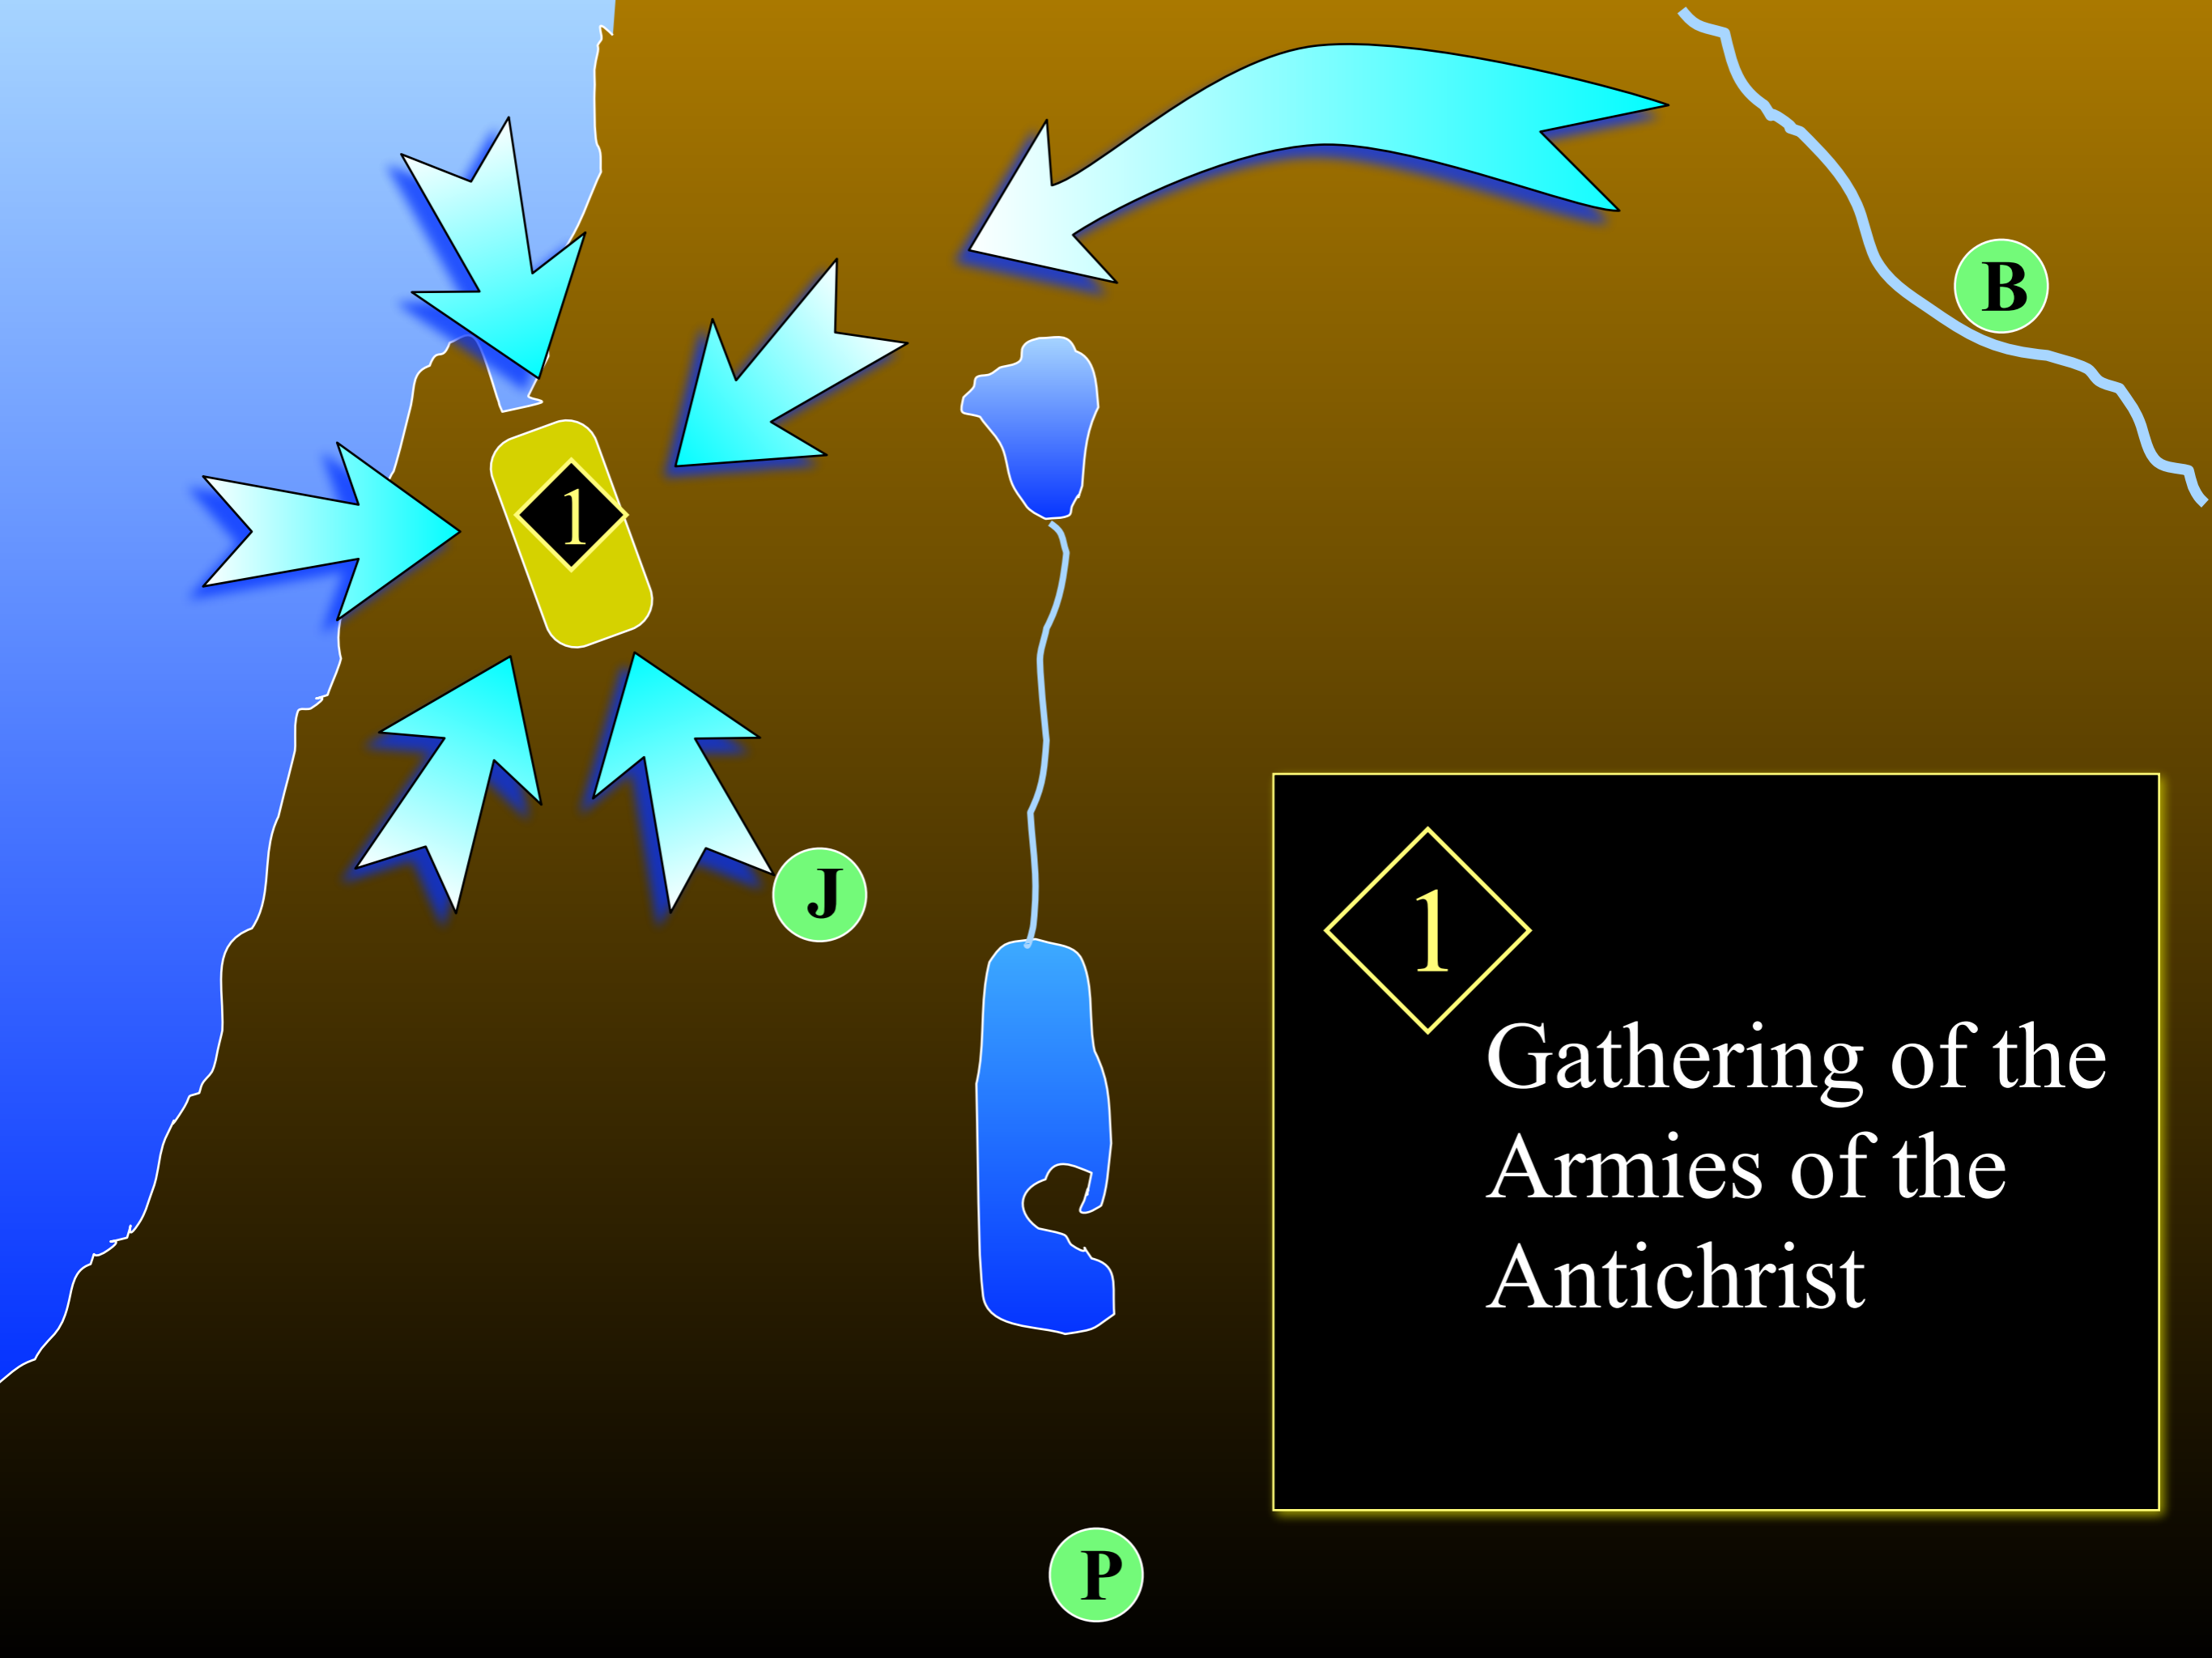 B
1
J
1
Gathering of the
Armies of the
Antichrist
P